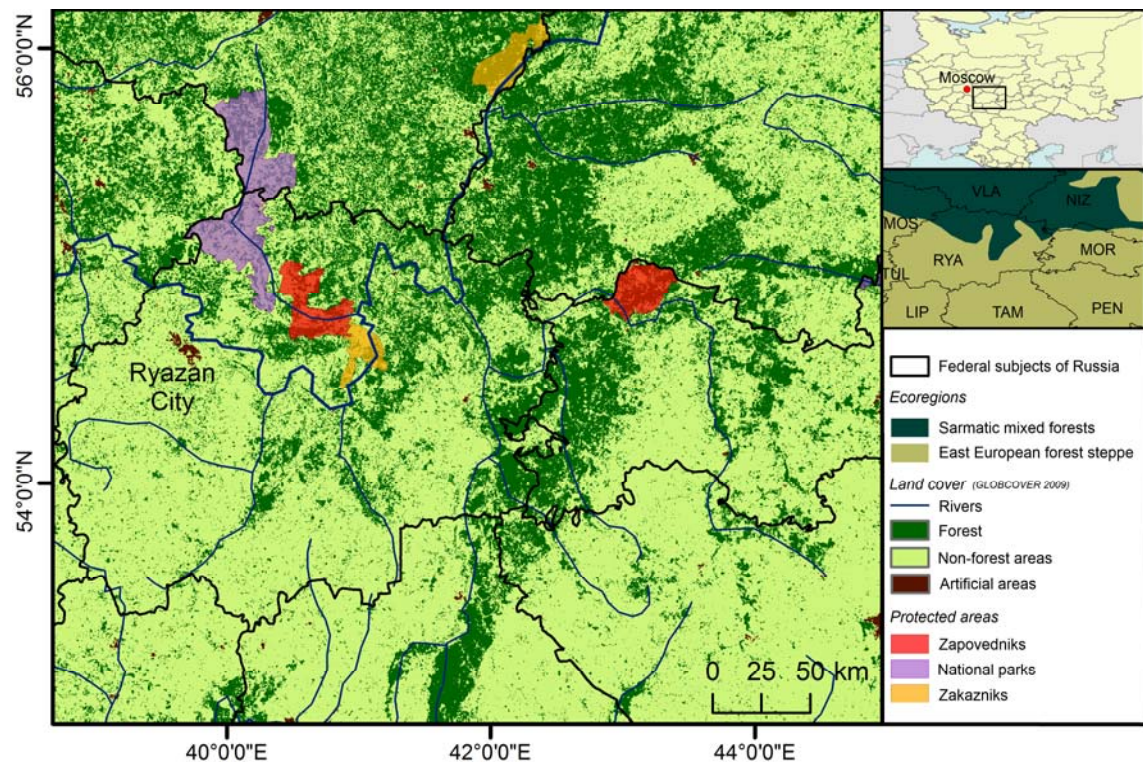 56°0'0"N
54°0'0"N
40°0'0"E
42°0'0"E
44°0'0"E
Ryazan
City
0 25 50 km
Moscow
VLA
NIZ
MOS
RYA
MOR
TUL
LIP
TAM
PEN
Federal subjects of Russia
Ecoregions
Sarmatic mixed forests
East European forest steppe
Land cover (GLOBCOVER 2009)
Rivers
Forest
Non-forest areas
Artificial areas
Protected areas
Zapovedniks
National parks
Zakazniks